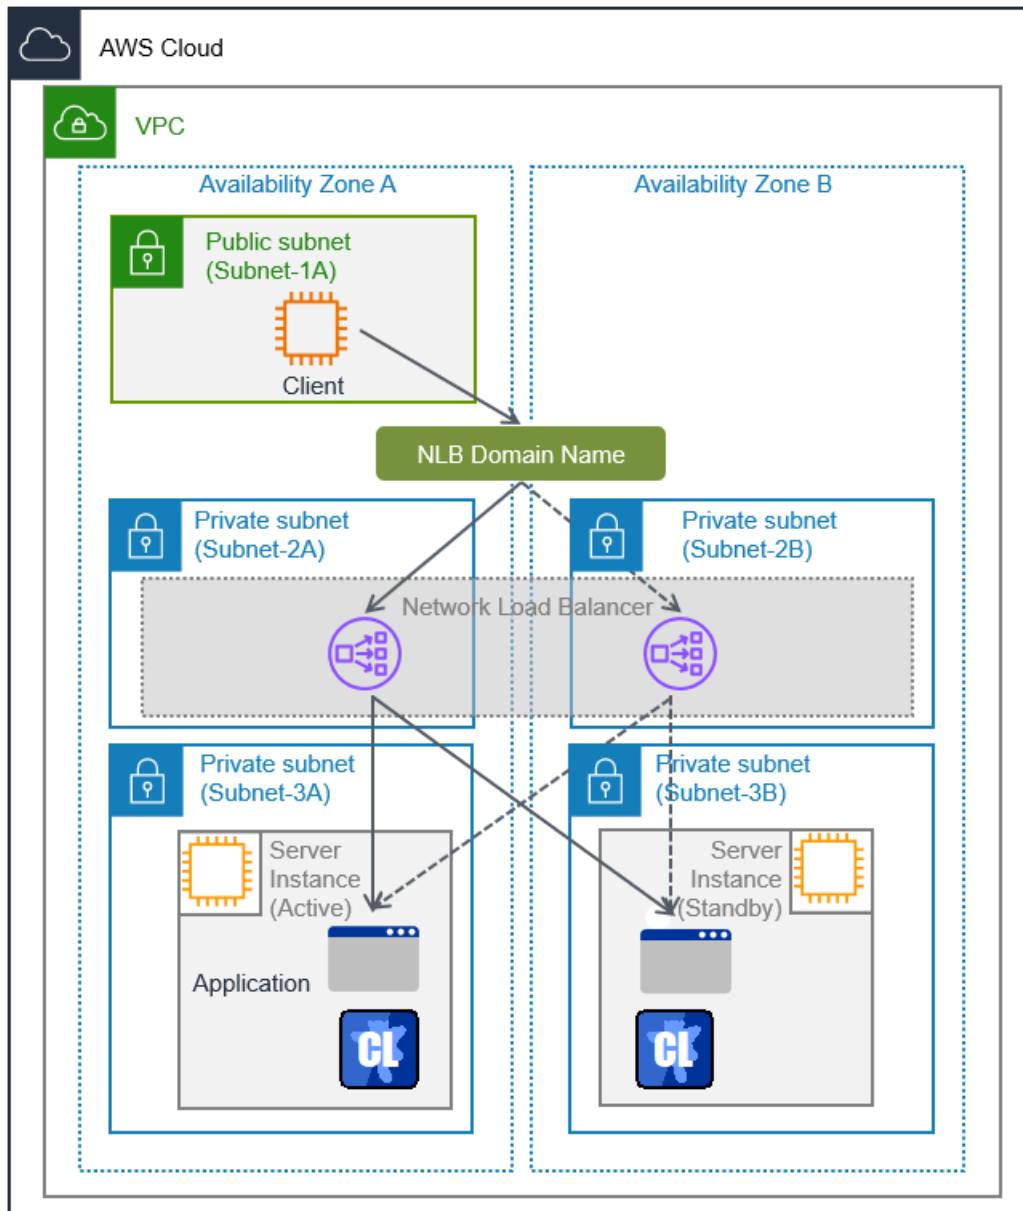 AWS Cloud
VPC
Availability Zone A
Availability Zone B
Public subnet
(Subnet-1A)
Client
NLB Domain Name
Private subnet
(Subnet-2A)
Private subnet
(Subnet-2B)
Network Load Balancer
Private subnet
(Subnet-3A)
Private subnet
(Subnet-3B)
Server
Instance
(Active)
Server
Instance
(Standby)
Application
CL
CL